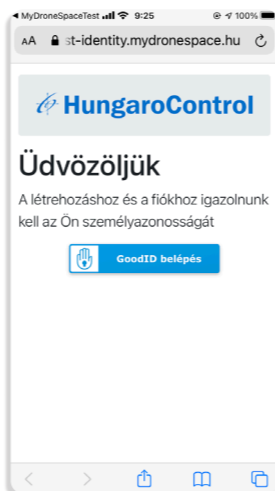 MyDroneSpaceTest 9:25 100%
AA st-identity.mydronespace.hu
HungaroControl
Üdvözöljük
A létrehozáshoz és a fiókhoz igazolnunk
kell az Ön személyazonosságát
GoodID belépés